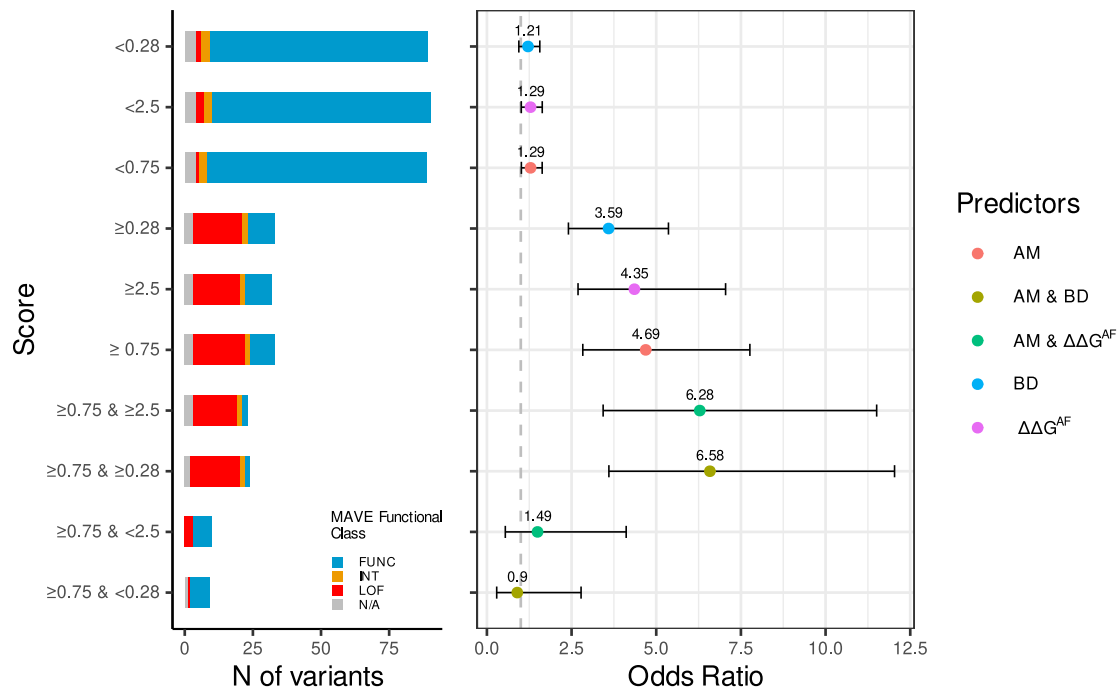 Score
<0.28
<2.5
<0.75
≥0.28
≥2.5
≥ 0.75
≥0.75 & ≥2.5
≥0.75 & ≥0.28
≥0.75 & <2.5
≥0.75 & <0.28
MAVE Functional
Class
FUNC
INT
LOF
N/A
0 25 50 75
N of variants
1.21
1.29
1.29
3.59
4.35
4.69
6.28
6.58
1.49
0.9
0.0 2.5 5.0 7.5 10.0 12.5
Odds Ratio
Predictors
AM
AM & BD
AM & ΔΔG^AF
BD
ΔΔG^AF